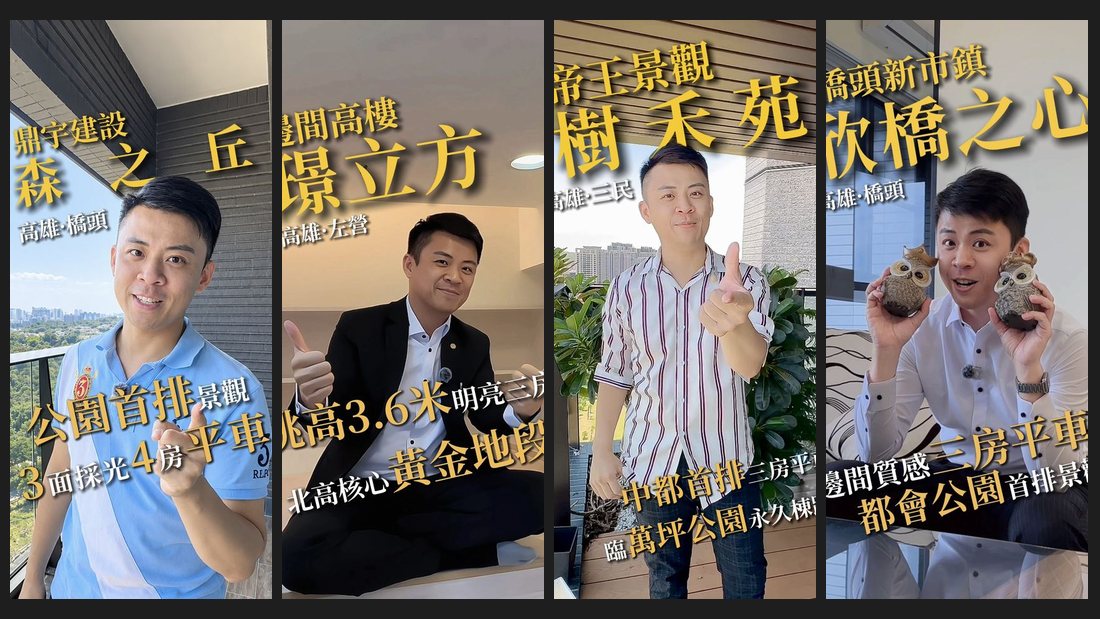 鼎宇建設
森之丘
高雄·橋頭
公園首排景觀
3面採光4房平車
3
邊間高樓
璟立方
高雄·左營
挑高3.6米明亮三房
北高核心黃金地段
帝王景觀
樹禾苑
高雄·三民
中都首排三房平車
臨萬坪公園永久棟距
橋頭新市鎮
欣橋之心
高雄·橋頭
邊間質感三房平車
都會公園首排景觀